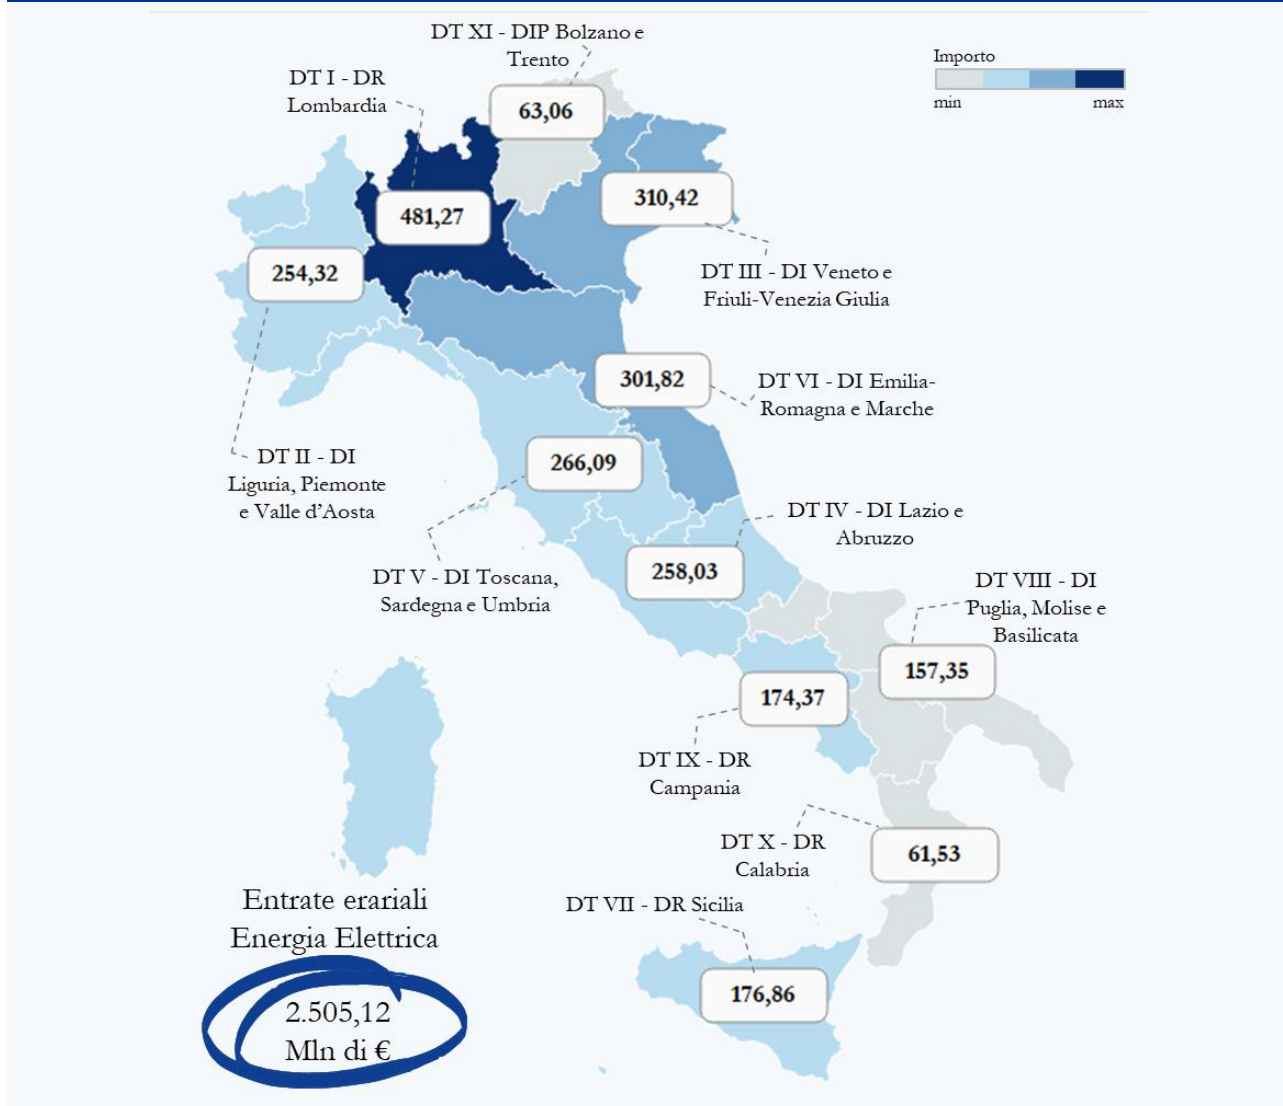 DT XI - DIP Bolzano e
Trento
Importo
min
max
DT I - DR
Lombardia
63,06
481,27
310,42
254,32
DT III - DI Veneto e
Friuli-Venezia Giulia
301,82
DT VI - DI Emilia-
Romagna e Marche
266,09
DT II - DI
Liguria, Piemonte
e Valle d’Aosta
DT IV - DI Lazio e
Abruzzo
258,03
DT V - DI Toscana,
Sardegna e Umbria
DT VIII - DI
Puglia, Molise e
Basilicata
157,35
174,37
DT IX - DR
Campania
DT X - DR
Calabria
61,53
DT VII - DR Sicilia
176,86
Entrate erariali
Energia Elettrica
2.505,12
Mln di €